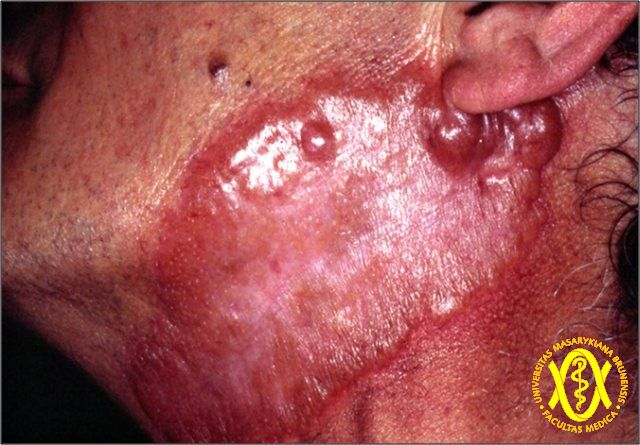 UNIVERSITAS MASARYKIANA BRUNENSIS
• FACULTAS MEDICA •